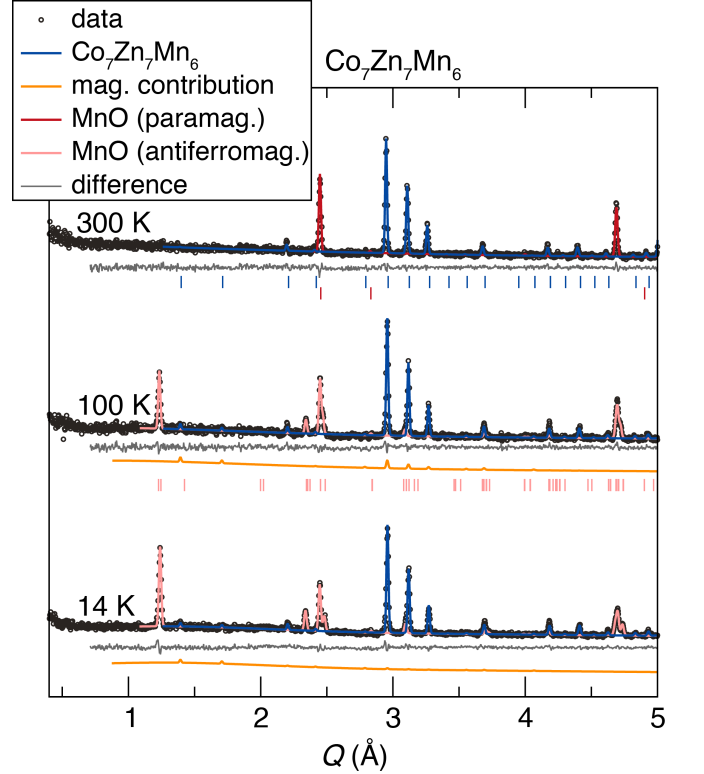 data
Co₇Zn₇Mn₆
mag. contribution
MnO (paramag.)
MnO (antiferromag.)
difference
Co₇Zn₇Mn₆
300 K
100 K
14 K
1 2 3 4 5
Q (Å)